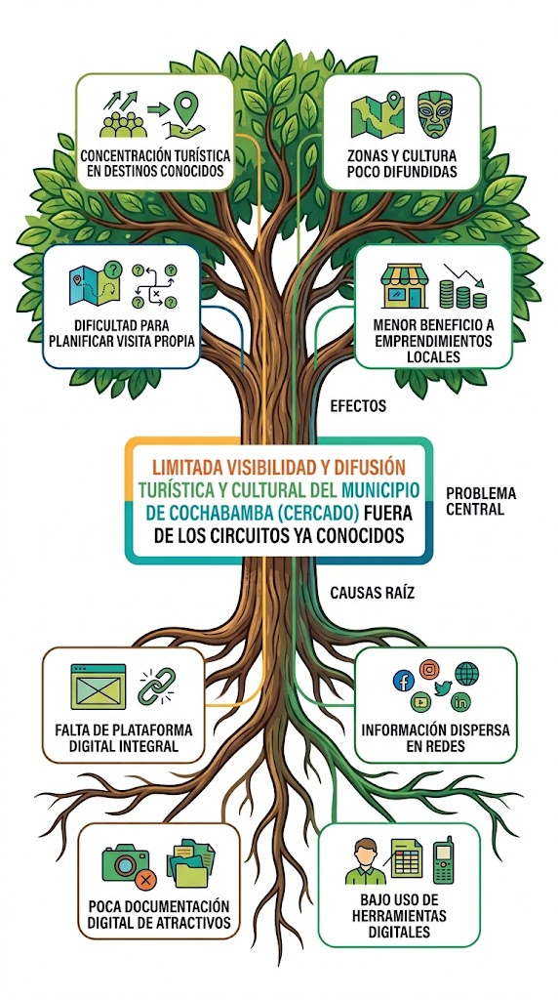 CONCENTRACIÓN TURÍSTICA
EN DESTINOS CONOCIDOS
ZONAS Y CULTURA
POCO DIFUNDIDAS
?
?
?
?
?
DIFICULTAD PARA
PLANIFICAR VISITA PROPIA
MENOR BENEFICIO A
EMPRENDIMIENTOS
LOCALES
EFECTOS
LIMITADA VISIBILIDAD Y DIFUSIÓN
TURÍSTICA Y CULTURAL DEL MUNICIPIO
DE COCHABAMBA (CERCADO) FUERA
DE LOS CIRCUITOS YA CONOCIDOS
PROBLEMA
CENTRAL
CAUSAS RAÍZ
FALTA DE PLATAFORMA
DIGITAL INTEGRAL
f
in
INFORMACIÓN DISPERSA
EN REDES
POCA DOCUMENTACIÓN
DIGITAL DE ATRACTIVOS
BAJO USO DE
HERRAMIENTAS
DIGITALES